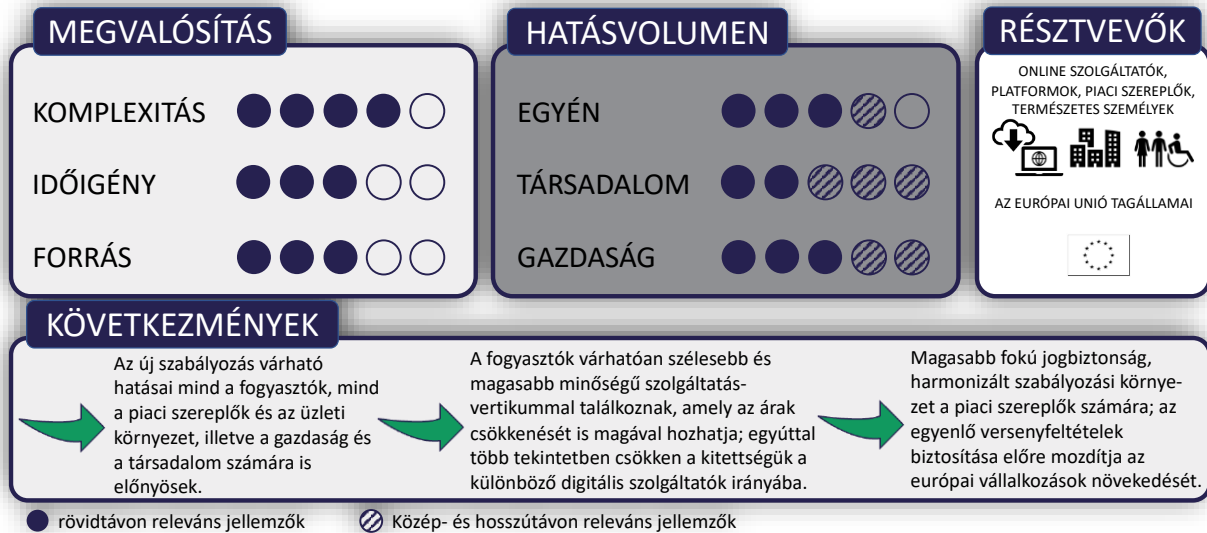 MEGVALÓSÍTÁS
KOMPLEXITÁS
IDŐIGÉNY
FORRÁS
HATÁSVOLUMEN
EGYÉN
TÁRSADALOM
GAZDASÁG
RÉSZTVEVŐK
ONLINE SZOLGÁLTATÓK,
PLATFORMOK, PIACI SZEREPLŐK,
TERMÉSZETES SZEMÉLYEK
AZ EURÓPAI UNIÓ TAGÁLLAMAI
KÖVETKEZMÉNYEK
Az új szabályozás várható
hatásai mind a fogyasztók, mind
a piaci szereplők és az üzleti
környezet, illetve a gazdaság és
a társadalom számára is
előnyösek.
A fogyasztók várhatóan szélesebb és
magasabb minőségű szolgáltatás-
vertikummal találkoznak, amely az árak
csökkenését is magával hozhatja; egyúttal
több tekintetben csökken a kitettségük a
különböző digitális szolgáltatók irányába.
Magasabb fokú jogbiztonság,
harmonizált szabályozási környe-
zet a piaci szereplők számára; az
egyenlő versenyfeltételek
biztosítása előre mozdítja az
európai vállalkozások növekedését.
rövidtávon releváns jellemzők
Közép- és hosszútávon releváns jellemzők